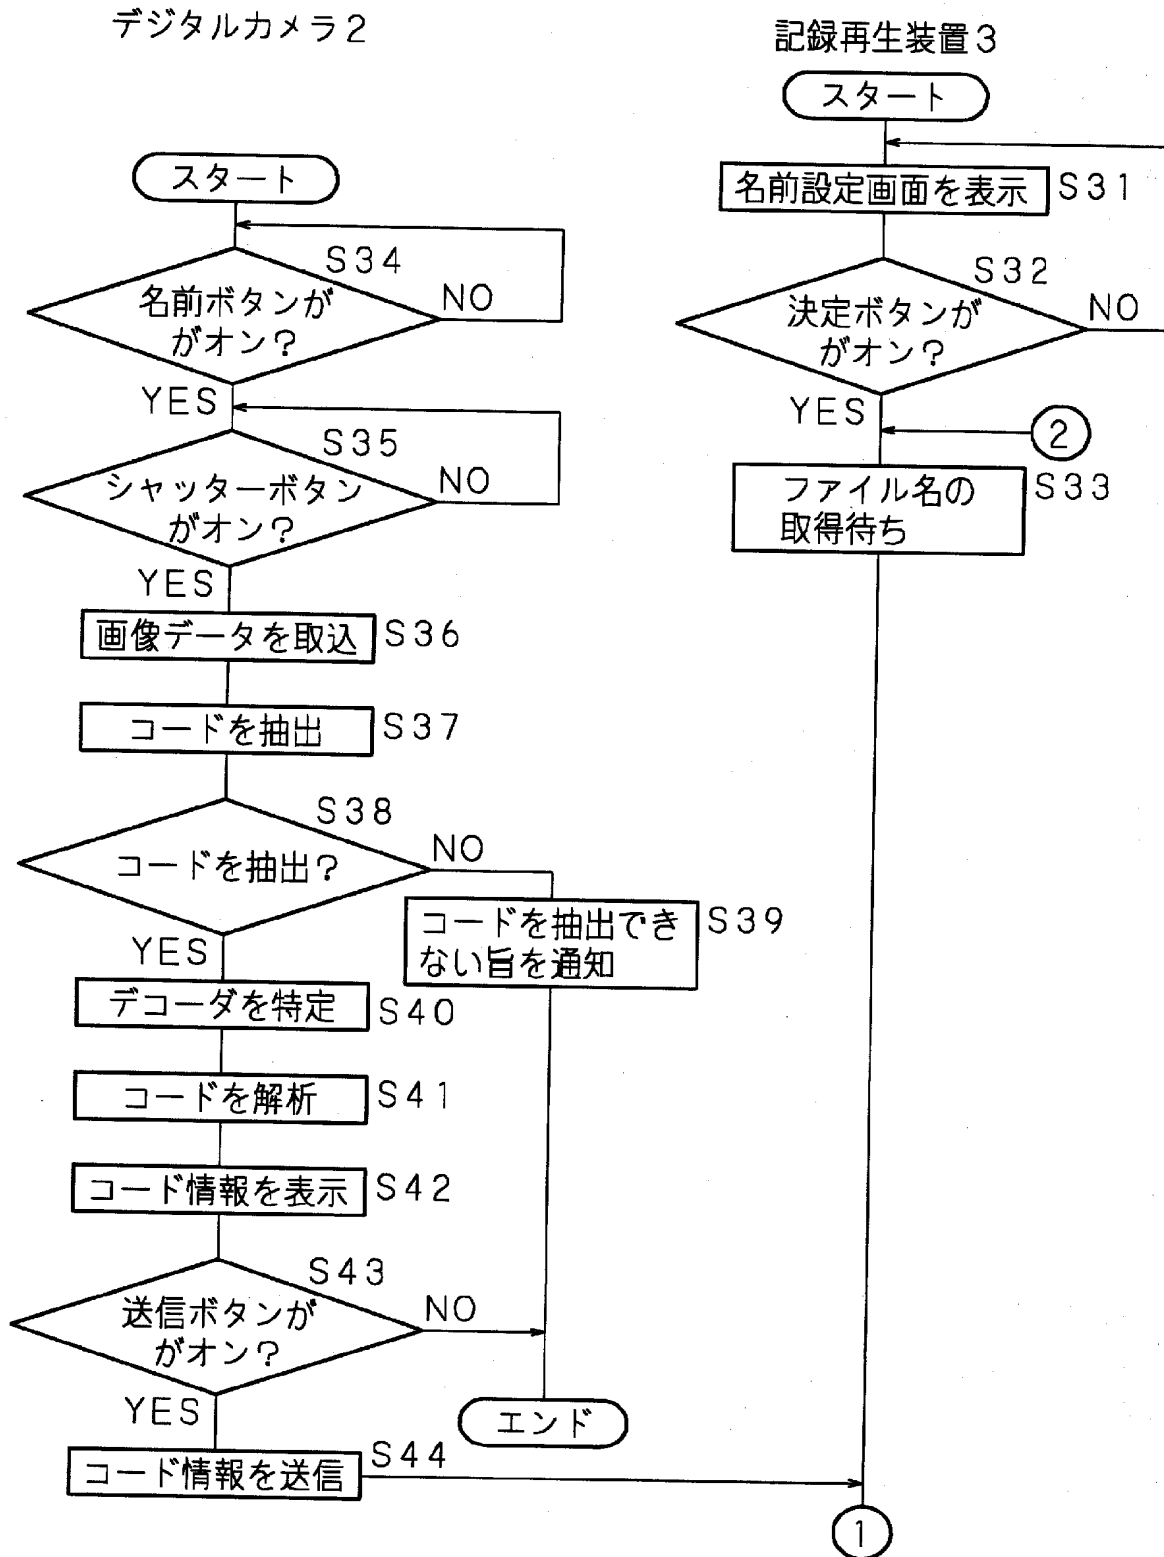 デジタルカメラ2
記録再生装置3
スタート
名前設定画面を表示 S31
S32
決定ボタンが
がオン?
NO
YES
2
ファイル名の
取得待ち
S33
スタート
S34
名前ボタンが
がオン?
NO
YES
S35
シャッターボタン
がオン?
NO
YES
画像データを取込 S36
コードを抽出 S37
S38
コードを抽出?
NO
YES
コードを抽出でき
ない旨を通知
S39
デコーダを特定 S40
コードを解析 S41
コード情報を表示 S42
S43
送信ボタンが
がオン?
NO
YES
エンド
コード情報を送信 S44
1